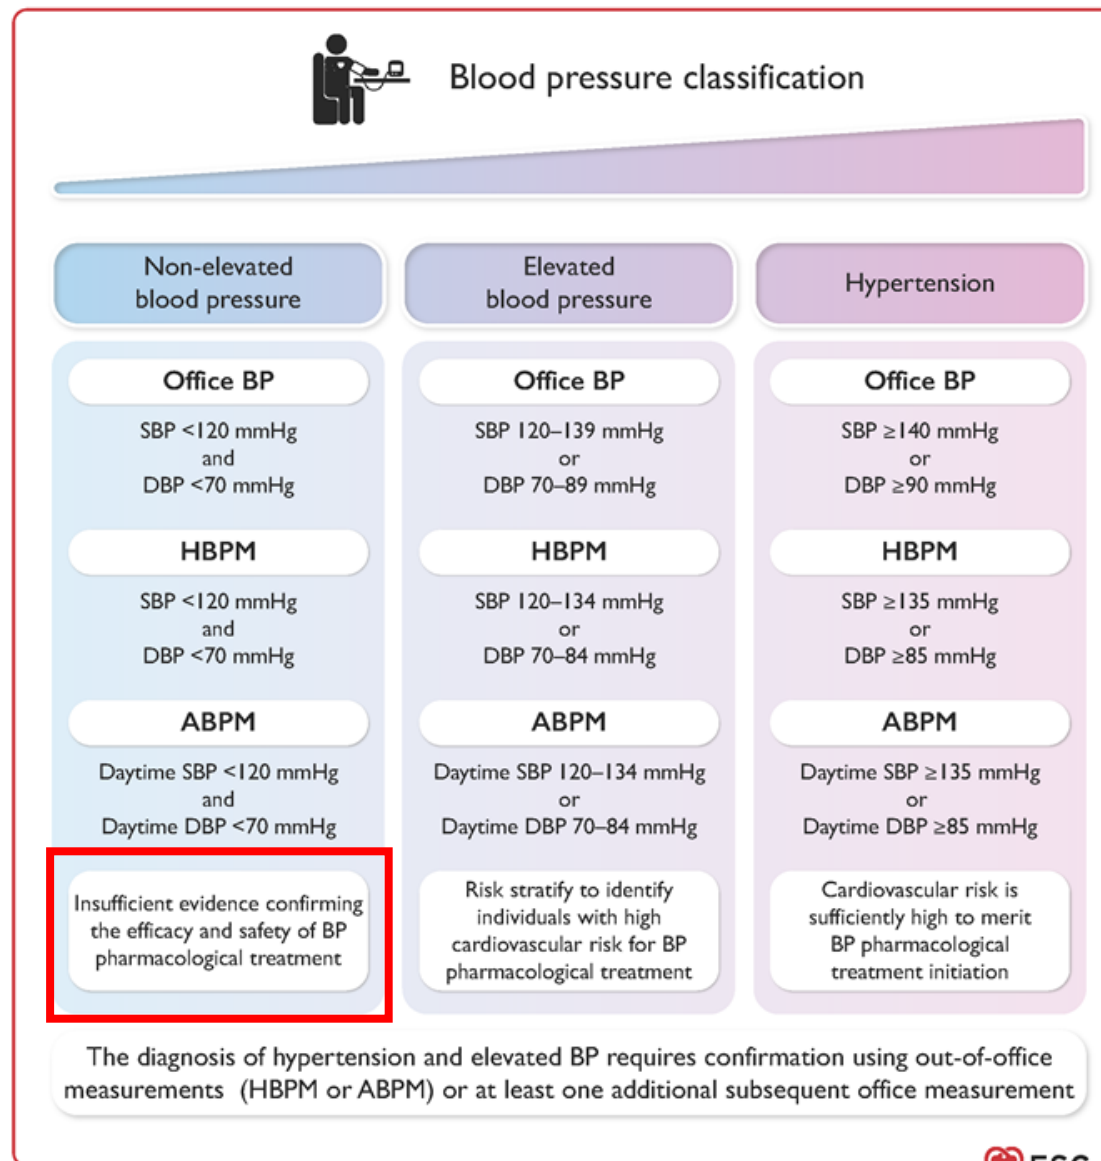 Blood pressure classification
Non-elevated
blood pressure
Elevated
blood pressure
Hypertension
Office BP
SBP <120 mmHg
and
DBP <70 mmHg
HBPM
SBP <120 mmHg
and
DBP <70 mmHg
ABPM
Daytime SBP <120 mmHg
and
Daytime DBP <70 mmHg
Insufficient evidence confirming
the efficacy and safety of BP
pharmacological treatment
Office BP
SBP 120–139 mmHg
or
DBP 70–89 mmHg
HBPM
SBP 120–134 mmHg
or
DBP 70–84 mmHg
ABPM
Daytime SBP 120–134 mmHg
or
Daytime DBP 70–84 mmHg
Risk stratify to identify
individuals with high
cardiovascular risk for BP
pharmacological treatment
Office BP
SBP ≥140 mmHg
or
DBP ≥90 mmHg
HBPM
SBP ≥135 mmHg
or
DBP ≥85 mmHg
ABPM
Daytime SBP ≥135 mmHg
or
Daytime DBP ≥85 mmHg
Cardiovascular risk is
sufficiently high to merit
BP pharmacological
treatment initiation
The diagnosis of hypertension and elevated BP requires confirmation using out-of-office
measurements (HBPM or ABPM) or at least one additional subsequent office measurement